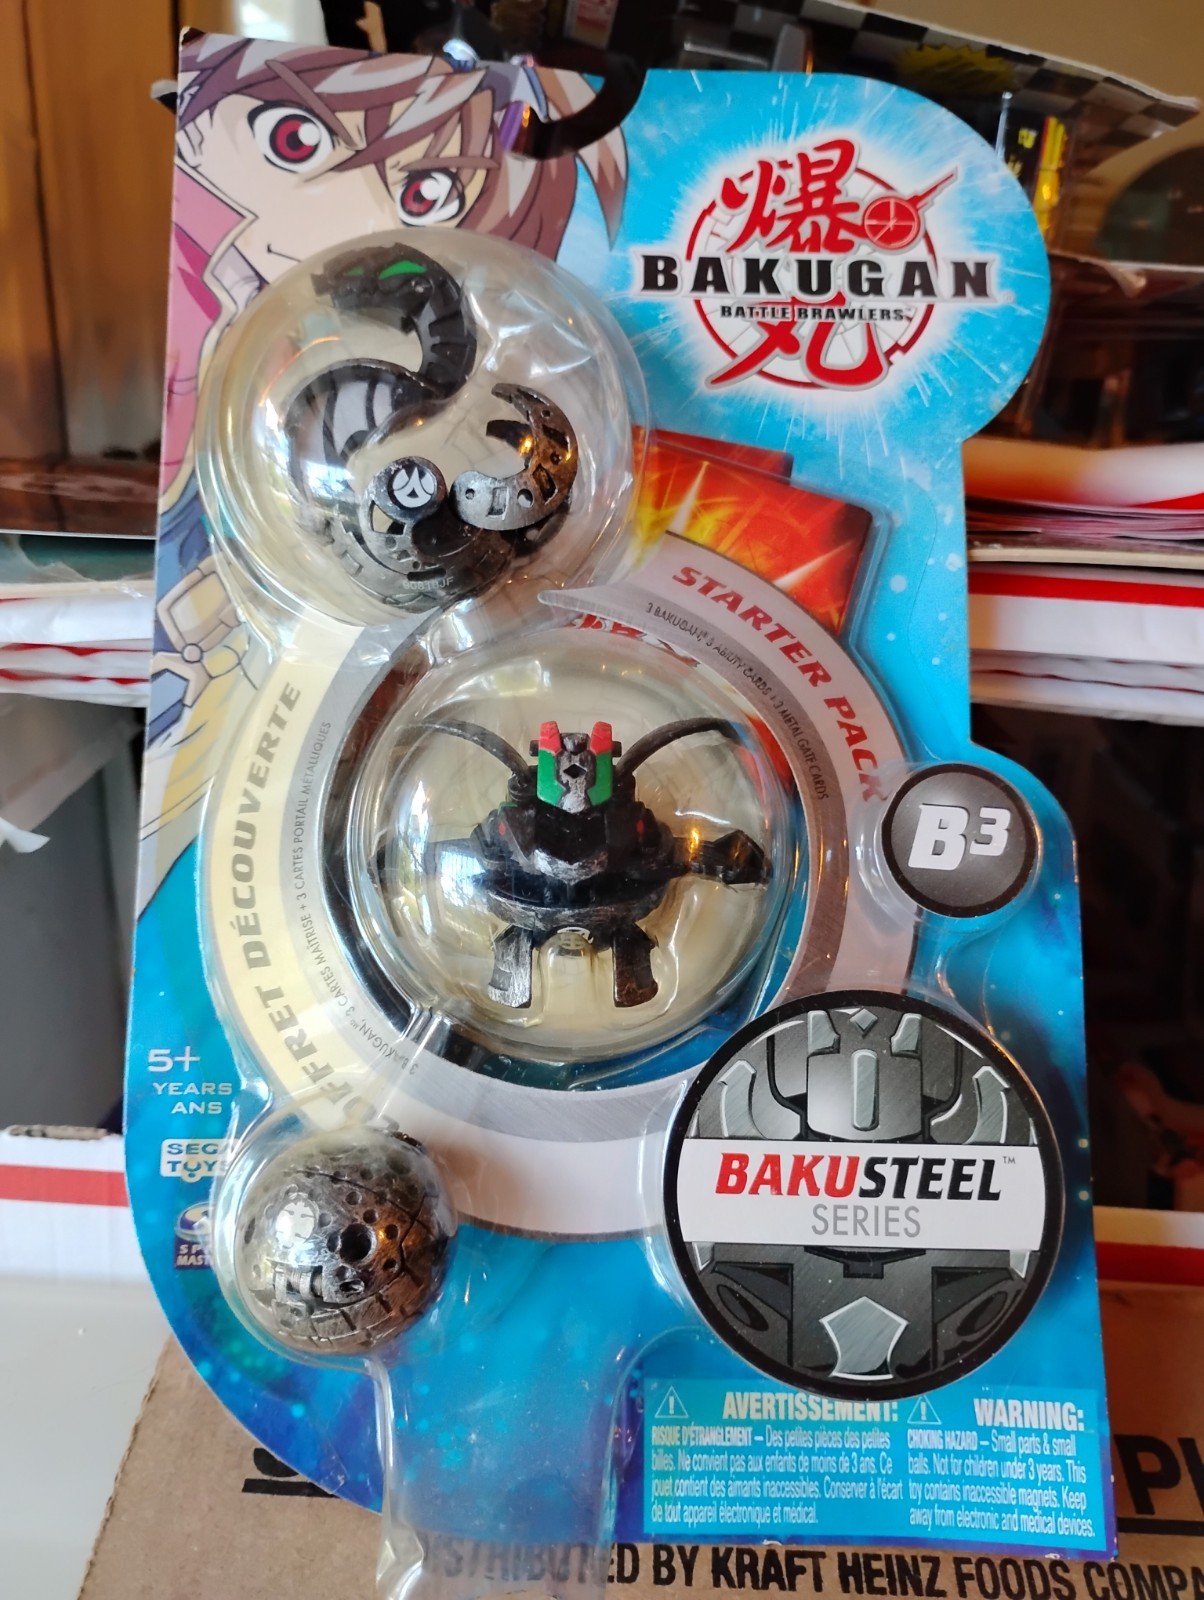 爆
BAKUGAN
BATTLE BRAWLERS
丸
STARTER PACK
3 BAKUGAN, 3 ABILITY CARDS + 3 METAL GATE CARDS
COFFRET DÉCOUVERTE
3 BAKUGAN, 3 CARTES MAÎTRISE + 3 CARTES PORTAIL MÉTALLIQUES
B3
5+
YEARS
ANS
SEGA
TOYS
BAKUSTEEL™
SERIES
AVERTISSEMENT:
RISQUE D'ÉTRANGLEMENT – Des petites pièces des petites
billes. Ne convient pas aux enfants de moins de 3 ans. Ce
jouet contient des aimants inaccessibles. Conserver à l'écart
de tout appareil électronique et médical.
WARNING:
CHOKING HAZARD – Small parts & small
balls. Not for children under 3 years. This
toy contains inaccessible magnets. Keep
away from electronic and medical devices.
BY KRAFT HEINZ FOODS